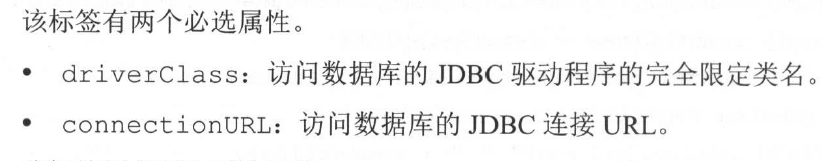 该标签有两个必选属性。
• driverClass：访问数据库的 JDBC 驱动程序的完全限定类名。
• connectionURL：访问数据库的 JDBC 连接 URL。